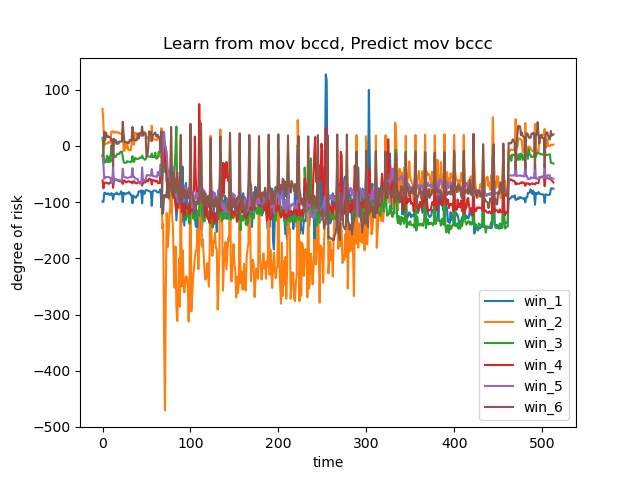 Learn from mov bccd, Predict mov bccc
degree of risk
100
0
−100
−200
−300
−400
−500
0
100
200
300
400
500
time
win_1
win_2
win_3
win_4
win_5
win_6